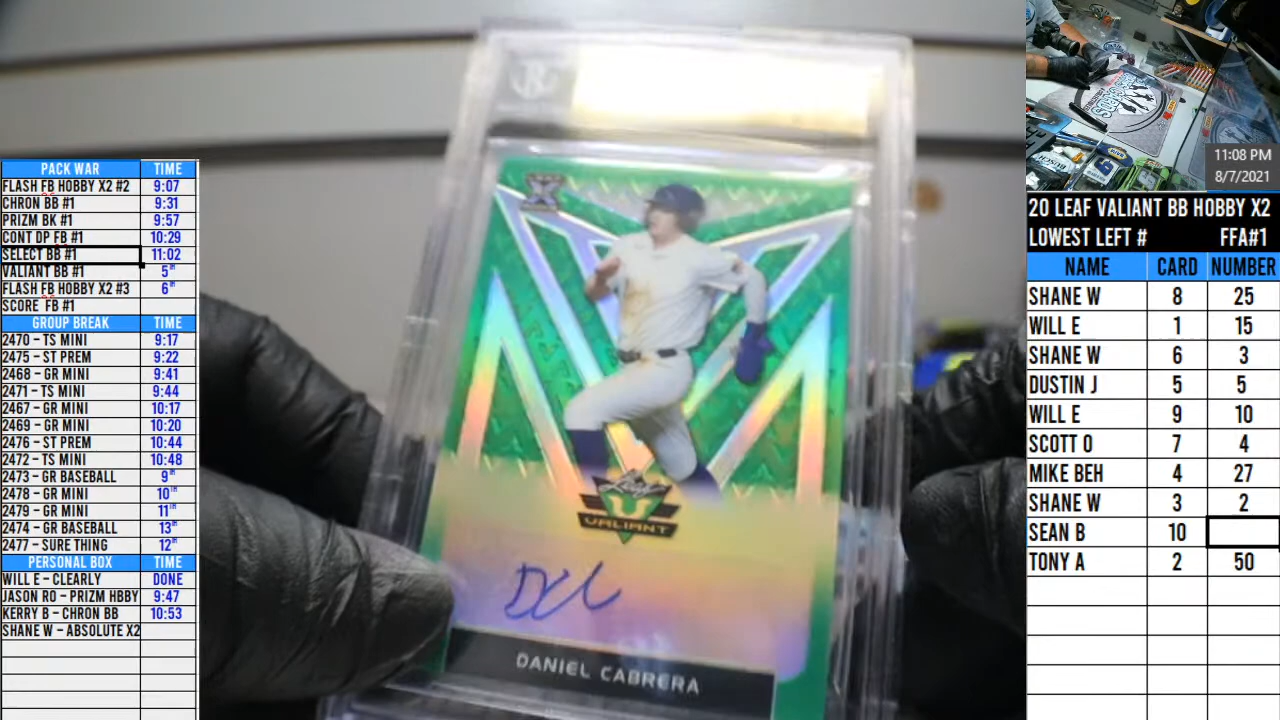 PACK WAR TIME
FLASH FB HOBBY X2 #2 9:07
CHRON BB #1 9:31
PRIZM BK #1 9:57
CONT DP FB #1 10:29
SELECT BB #1 11:02
VALIANT BB #1 5TH
FLASH FB HOBBY X2 #3 6TH
SCORE FB #1
GROUP BREAK TIME
2470 – TS MINI 9:17
2475 – ST PREM 9:22
2468 – GR MINI 9:41
2471 – TS MINI 9:44
2467 – GR MINI 10:17
2469 – GR MINI 10:20
2476 – ST PREM 10:44
2472 – TS MINI 10:48
2473 – GR BASEBALL 9TH
2478 – GR MINI 10TH
2479 – GR MINI 11TH
2474 – GR BASEBALL 13TH
2477 – SURE THING 12TH
PERSONAL BOX TIME
WILL E – CLEARLY DONE
JASON RO – PRIZM HBBY 9:47
KERRY B – CHRON BB 10:53
SHANE W – ABSOLUTE X2
Leaf
VALIANT
DANIEL CABRERA
11:08 PM
8/7/2021
20 LEAF VALIANT BB HOBBY X2
LOWEST LEFT # FFA#1
NAME CARD NUMBER
SHANE W 8 25
WILL E 1 15
SHANE W 6 3
DUSTIN J 5 5
WILL E 9 10
SCOTT O 7 4
MIKE BEH 4 27
SHANE W 3 2
SEAN B 10
TONY A 2 50